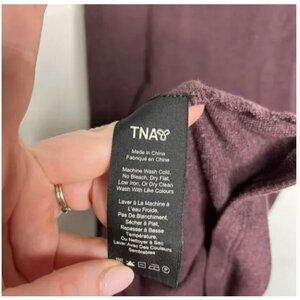 TNA
Made in China
Fabriqué en Chine
Machine Wash Cold,
No Bleach, Dry Flat,
Low Iron, Or Dry Clean
Wash With Like Colours
Laver À La Machine À
L'eau Froide,
Pas De Blanchiment,
Sécher À Plat,
Repasser À Basse
Température,
Ou Nettoyer À Sec
Laver Avec Des Couleurs
Semblables